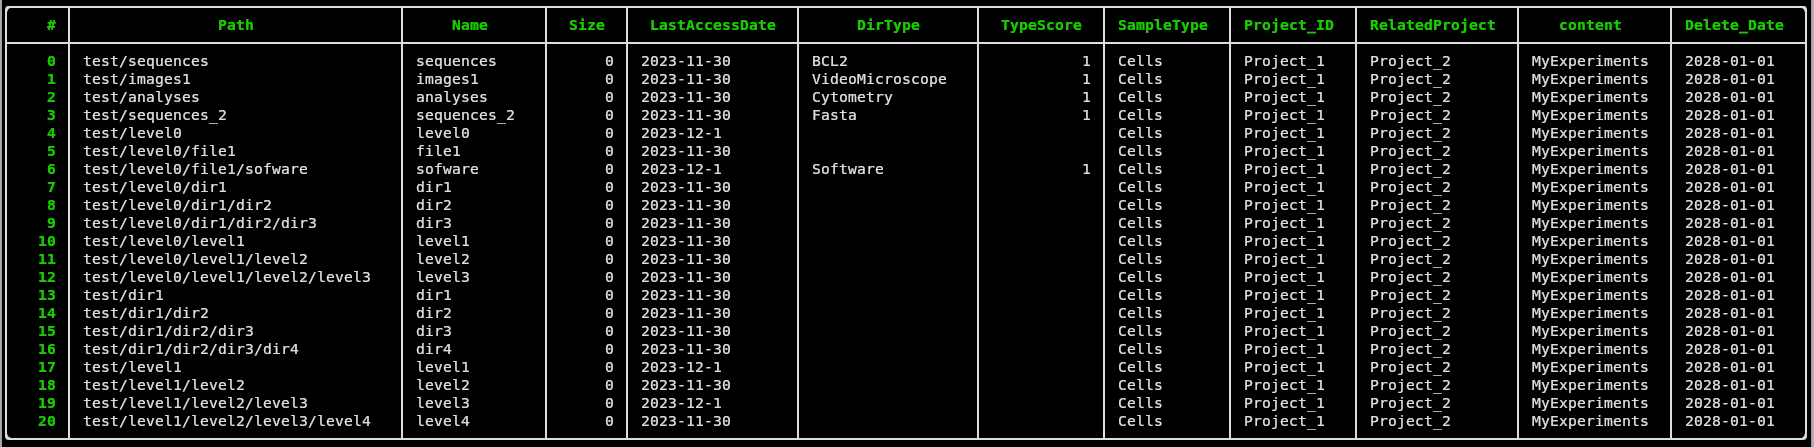 # Path Name Size LastAccessDate DirType TypeScore SampleType Project_ID RelatedProject content Delete_Date
0 test/sequences sequences 0 2023-11-30 BCL2 1 Cells Project_1 Project_2 MyExperiments 2028-01-01
1 test/images1 images1 0 2023-11-30 VideoMicroscope 1 Cells Project_1 Project_2 MyExperiments 2028-01-01
2 test/analyses analyses 0 2023-11-30 Cytometry 1 Cells Project_1 Project_2 MyExperiments 2028-01-01
3 test/sequences_2 sequences_2 0 2023-11-30 Fasta 1 Cells Project_1 Project_2 MyExperiments 2028-01-01
4 test/level0 level0 0 2023-12-1 Cells Project_1 Project_2 MyExperiments 2028-01-01
5 test/level0/file1 file1 0 2023-11-30 Cells Project_1 Project_2 MyExperiments 2028-01-01
6 test/level0/file1/sofware sofware 0 2023-12-1 Software 1 Cells Project_1 Project_2 MyExperiments 2028-01-01
7 test/level0/dir1 dir1 0 2023-11-30 Cells Project_1 Project_2 MyExperiments 2028-01-01
8 test/level0/dir1/dir2 dir2 0 2023-11-30 Cells Project_1 Project_2 MyExperiments 2028-01-01
9 test/level0/dir1/dir2/dir3 dir3 0 2023-11-30 Cells Project_1 Project_2 MyExperiments 2028-01-01
10 test/level0/level1 level1 0 2023-11-30 Cells Project_1 Project_2 MyExperiments 2028-01-01
11 test/level0/level1/level2 level2 0 2023-11-30 Cells Project_1 Project_2 MyExperiments 2028-01-01
12 test/level0/level1/level2/level3 level3 0 2023-11-30 Cells Project_1 Project_2 MyExperiments 2028-01-01
13 test/dir1 dir1 0 2023-11-30 Cells Project_1 Project_2 MyExperiments 2028-01-01
14 test/dir1/dir2 dir2 0 2023-11-30 Cells Project_1 Project_2 MyExperiments 2028-01-01
15 test/dir1/dir2/dir3 dir3 0 2023-11-30 Cells Project_1 Project_2 MyExperiments 2028-01-01
16 test/dir1/dir2/dir3/dir4 dir4 0 2023-11-30 Cells Project_1 Project_2 MyExperiments 2028-01-01
17 test/level1 level1 0 2023-12-1 Cells Project_1 Project_2 MyExperiments 2028-01-01
18 test/level1/level2 level2 0 2023-11-30 Cells Project_1 Project_2 MyExperiments 2028-01-01
19 test/level1/level2/level3 level3 0 2023-12-1 Cells Project_1 Project_2 MyExperiments 2028-01-01
20 test/level1/level2/level3/level4 level4 0 2023-11-30 Cells Project_1 Project_2 MyExperiments 2028-01-01